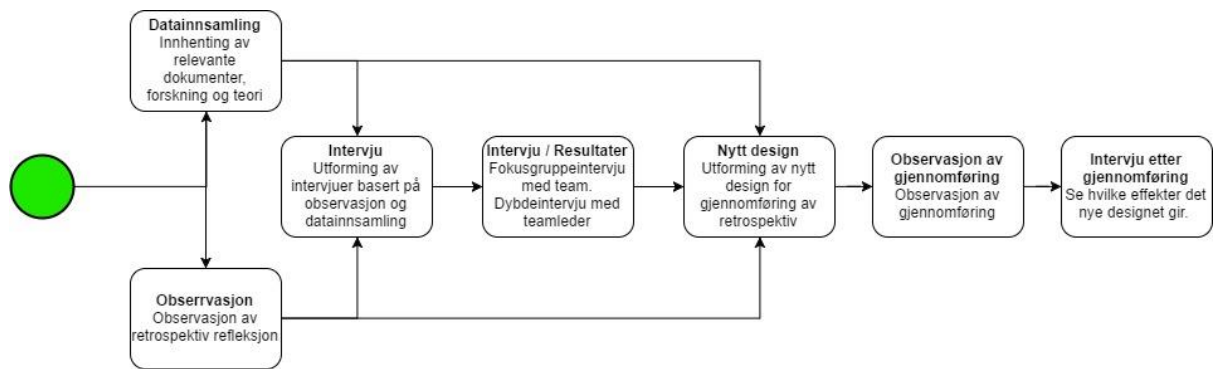 Datainnsamling
Innhenting av
relevante
dokumenter,
forskning og teori
Intervju
Utforming av
intervjuer basert på
observasjon og
datainnsamling
Intervju / Resultater
Fokusgruppeintervju
med team.
Dybdeintervju med
teamleder
Nytt design
Utforming av nytt
design for
gjennomføring av
retrospektiv
Observasjon av
gjennomføring
Observasjon av
gjennomføring
Intervju etter
gjennomføring
Se hvilke effekter det
nye designet gir.
Obserrvasjon
Observasjon av
retrospektiv refleksjon